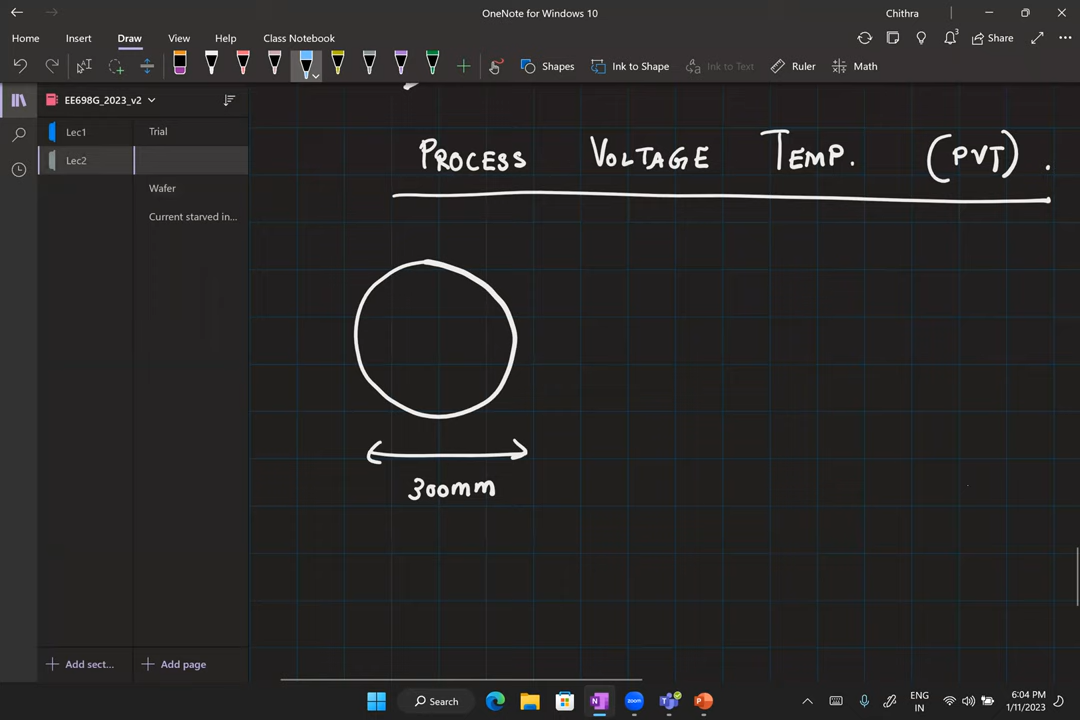 OneNote for Windows 10
Chithra
Home Insert Draw View Help Class Notebook
Share
Shapes Ink to Shape Ink to Text Ruler Math
EE698G_2023_v2
Lec1
Trial
Lec2
Wafer
Current starved in...
PROCESS VOLTAGE TEMP. (PVT).
300mm
Add sect... Add page
Search
zoom
ENG
IN
6:04 PM
1/11/2023
3